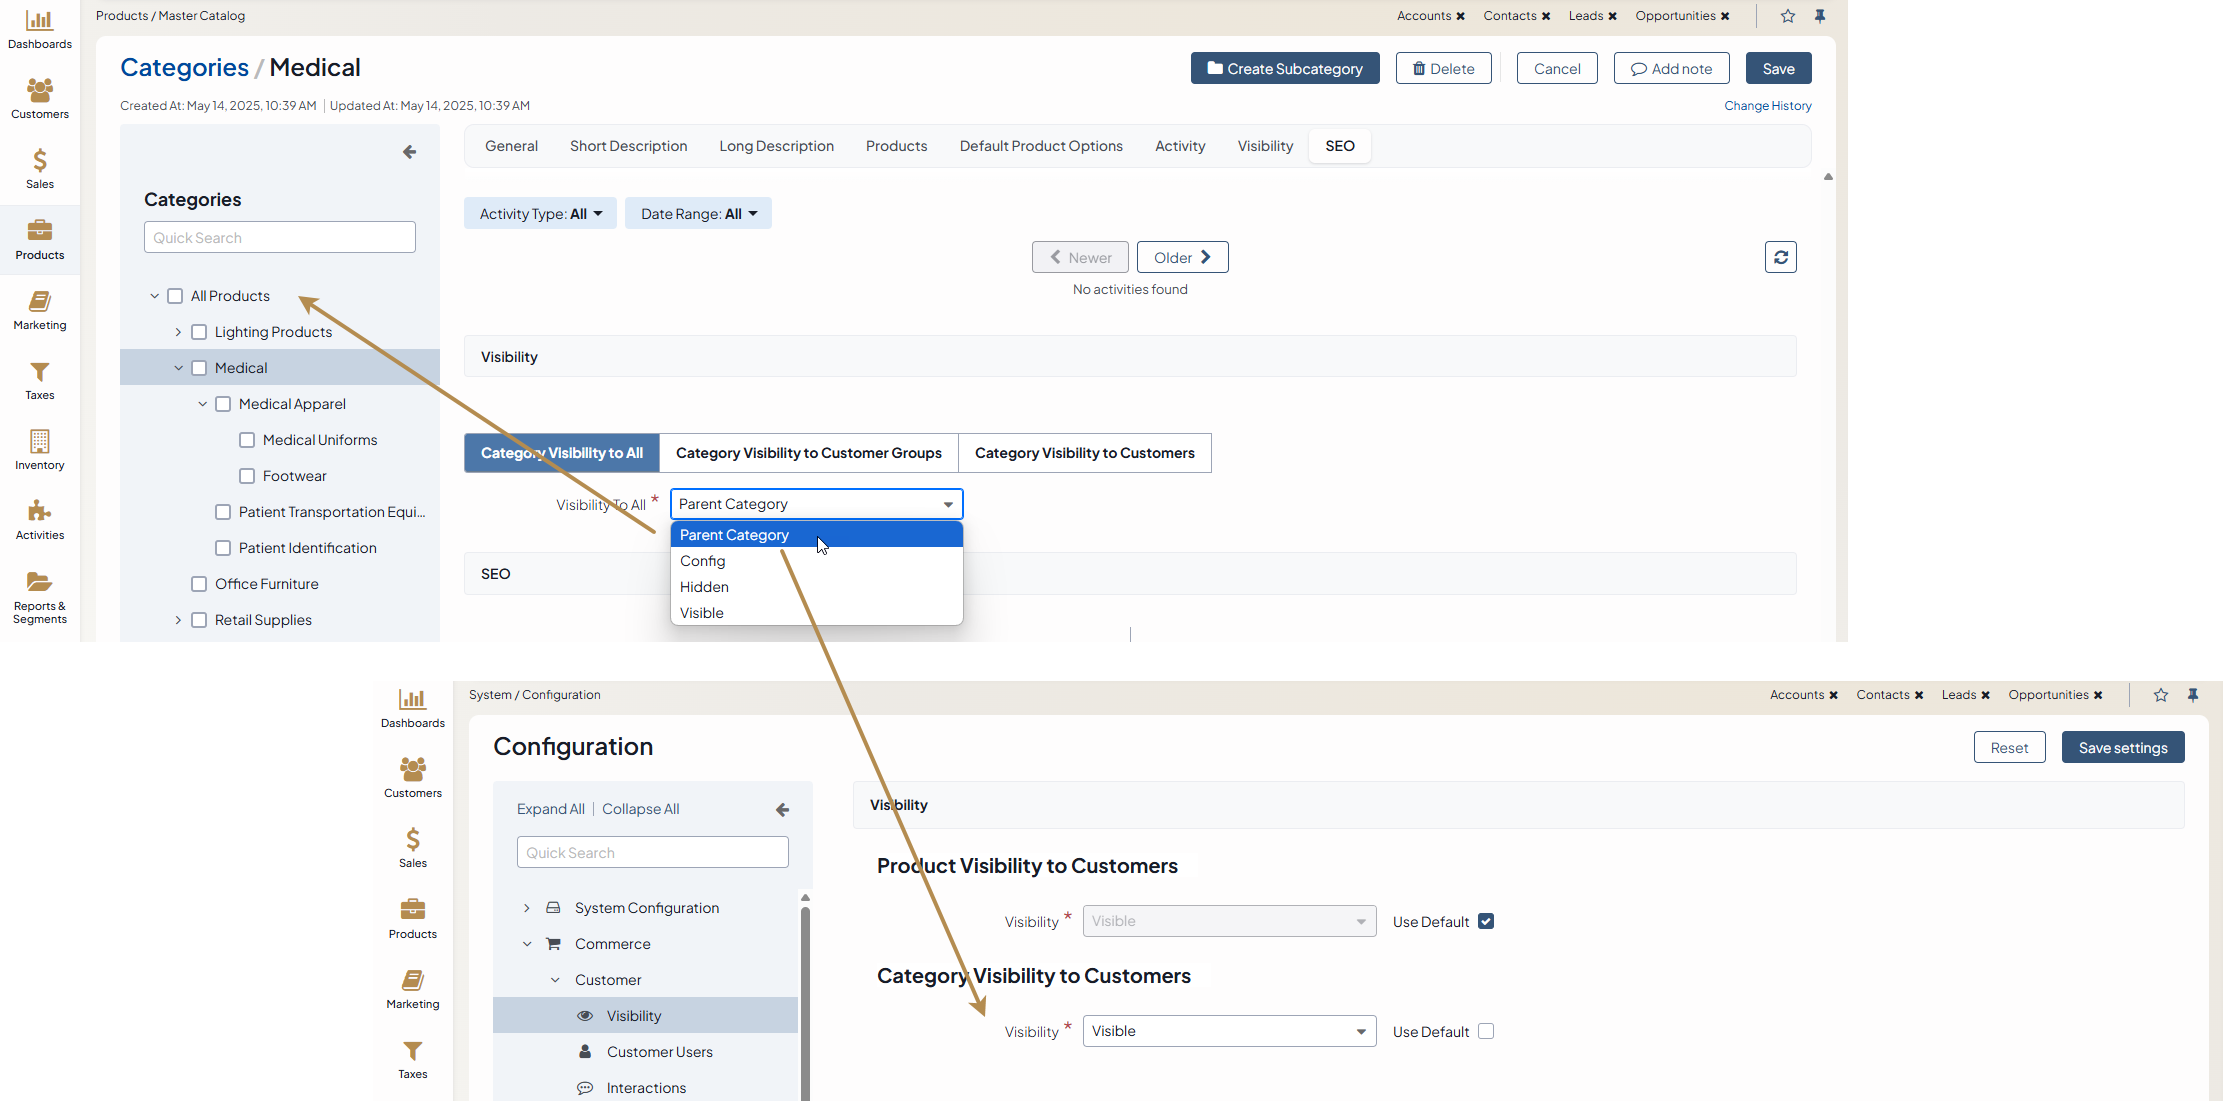 Dashboards
Customers
Sales
Products
Marketing
Taxes
Inventory
Activities
Reports &
Segments
Products / Master Catalog
Accounts ✖ Contacts ✖ Leads ✖ Opportunities ✖
Categories / Medical
Create Subcategory Delete Cancel Add note Save
Created At: May 14, 2025, 10:39 AM | Updated At: May 14, 2025, 10:39 AM
Change History
Categories
Quick Search
All Products
Lighting Products
Medical
Medical Apparel
Medical Uniforms
Footwear
Patient Transportation Equi...
Patient Identification
Office Furniture
Retail Supplies
General Short Description Long Description Products Default Product Options Activity Visibility SEO
Activity Type: All Date Range: All
Newer Older
No activities found
Visibility
Category Visibility to All Category Visibility to Customer Groups Category Visibility to Customers
Visibility To All * Parent Category
Parent Category
Config
Hidden
Visible
SEO
Dashboards
Customers
Sales
Products
Marketing
Taxes
System / Configuration
Accounts ✖ Contacts ✖ Leads ✖ Opportunities ✖
Configuration
Reset Save settings
Expand All | Collapse All
Quick Search
System Configuration
Commerce
Customer
Visibility
Customer Users
Interactions
Visibility
Product Visibility to Customers
Visibility * Visible Use Default
Category Visibility to Customers
Visibility * Visible Use Default